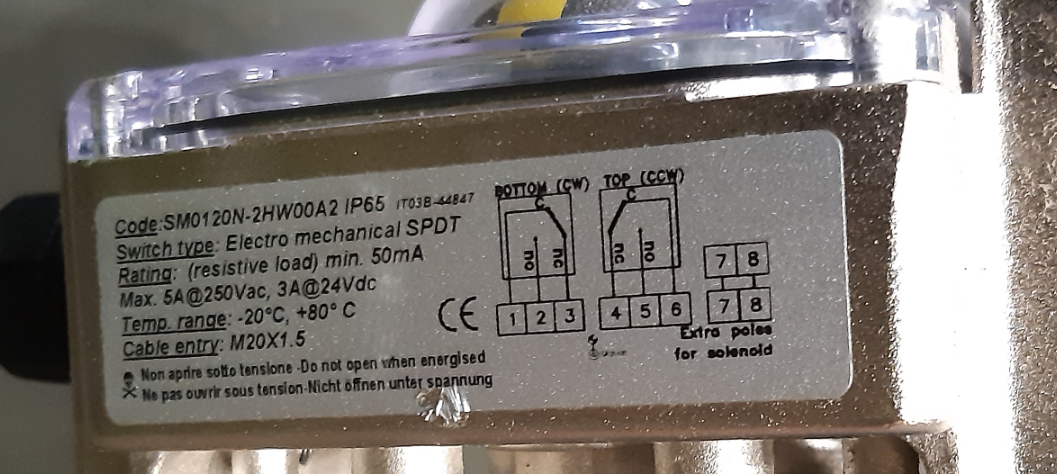 Code:SM0120N-2HW00A2 IP65 IT03B-44847
Switch type: Electro mechanical SPDT
Rating: (resistive load) min. 50mA
Max. 5A@250Vac, 3A@24Vdc
Temp. range: -20°C, +80° C
Cable entry: M20X1.5
Non aprire sotto tensione -Do not open when energised
Ne pas ouvrir sous tension-Nicht öffnen unter spannung
CE
BOTTOM (CW) TOP (CCW)
C
NO NC NC NO
1 2 3 4 5 6
7 8
7 8
Extra poles
for solenoid